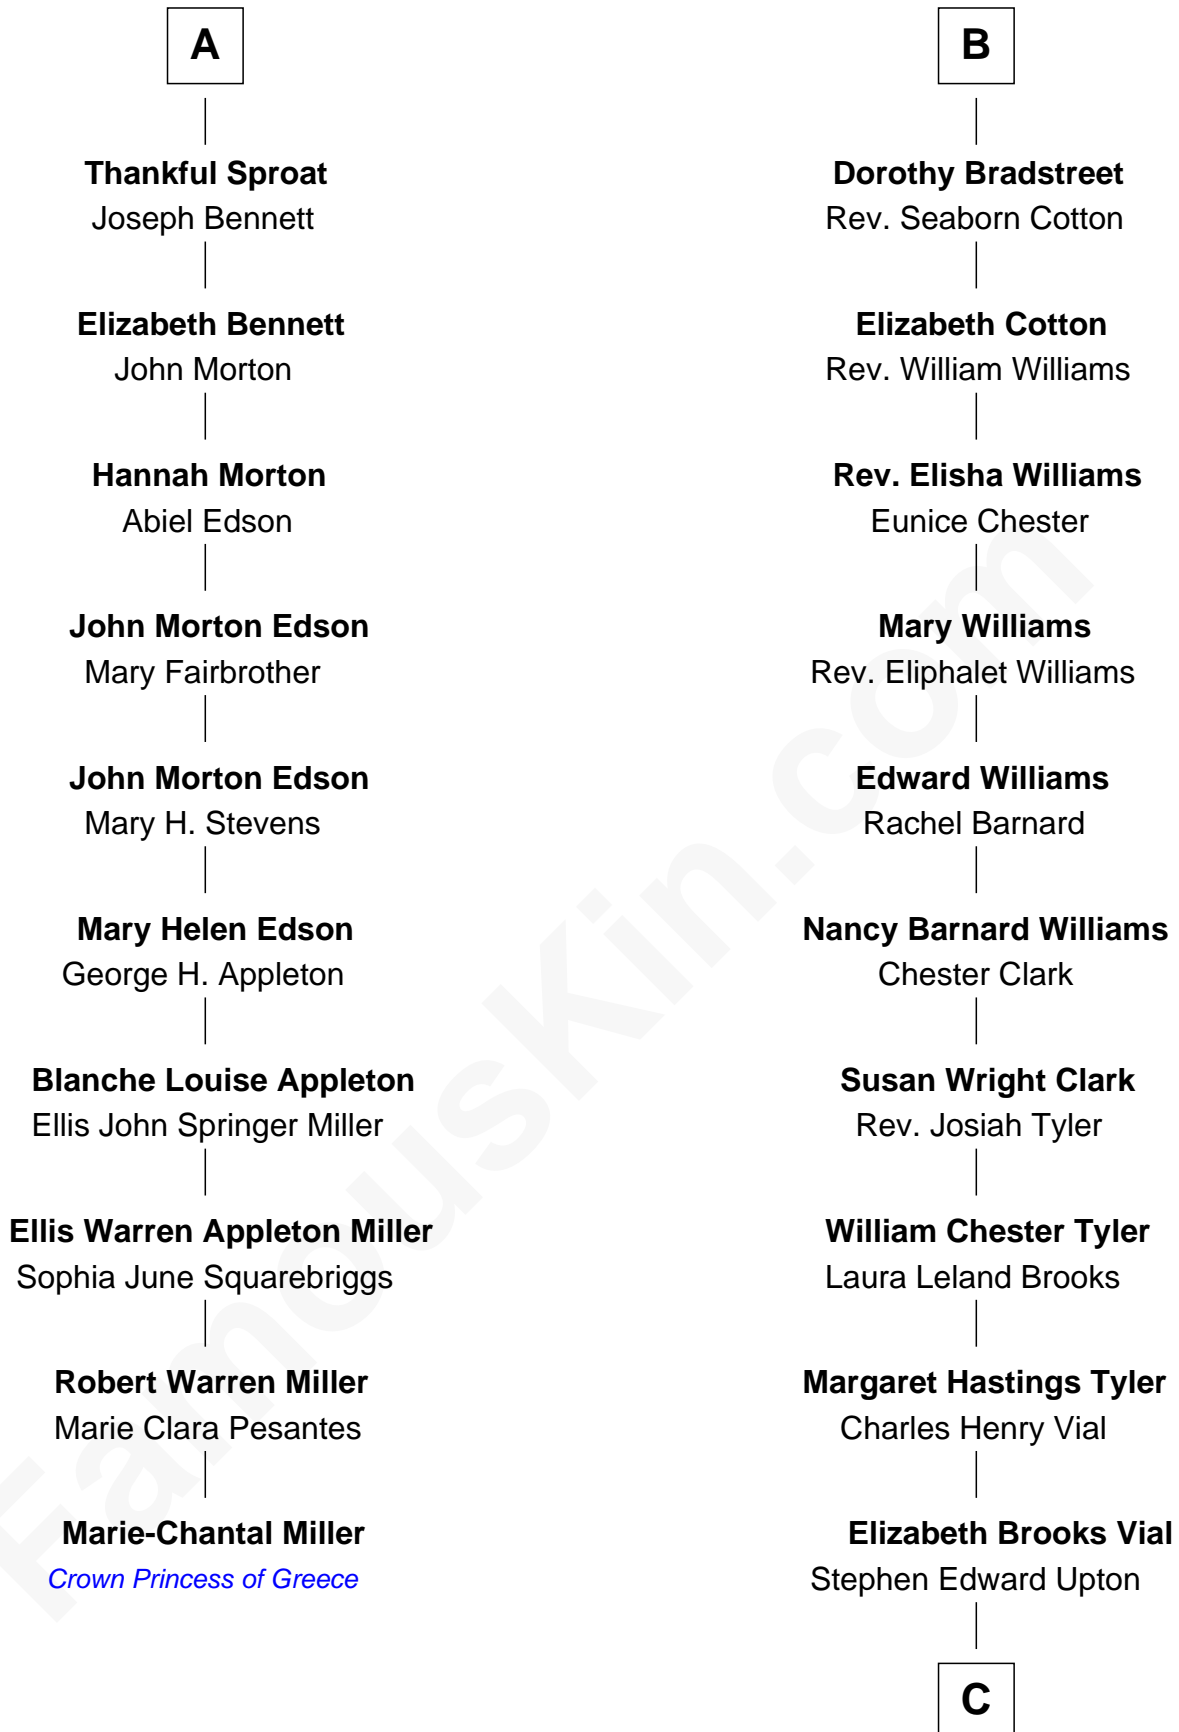 A
Thankful Sproat
Joseph Bennett
Elizabeth Bennett
John Morton
Hannah Morton
Abiel Edson
John Morton Edson
Mary Fairbrother
John Morton Edson
Mary H. Stevens
Mary Helen Edson
George H. Appleton
Blanche Louise Appleton
Ellis John Springer Miller
Ellis Warren Appleton Miller
Sophia June Squarebriggs
Robert Warren Miller
Marie Clara Pesantes
Marie-Chantal Miller
Crown Princess of Greece
B
Dorothy Bradstreet
Rev. Seaborn Cotton
Elizabeth Cotton
Rev. William Williams
Rev. Elisha Williams
Eunice Chester
Mary Williams
Rev. Eliphalet Williams
Edward Williams
Rachel Barnard
Nancy Barnard Williams
Chester Clark
Susan Wright Clark
Rev. Josiah Tyler
William Chester Tyler
Laura Leland Brooks
Margaret Hastings Tyler
Charles Henry Vial
Elizabeth Brooks Vial
Stephen Edward Upton
C
FamousKin.com